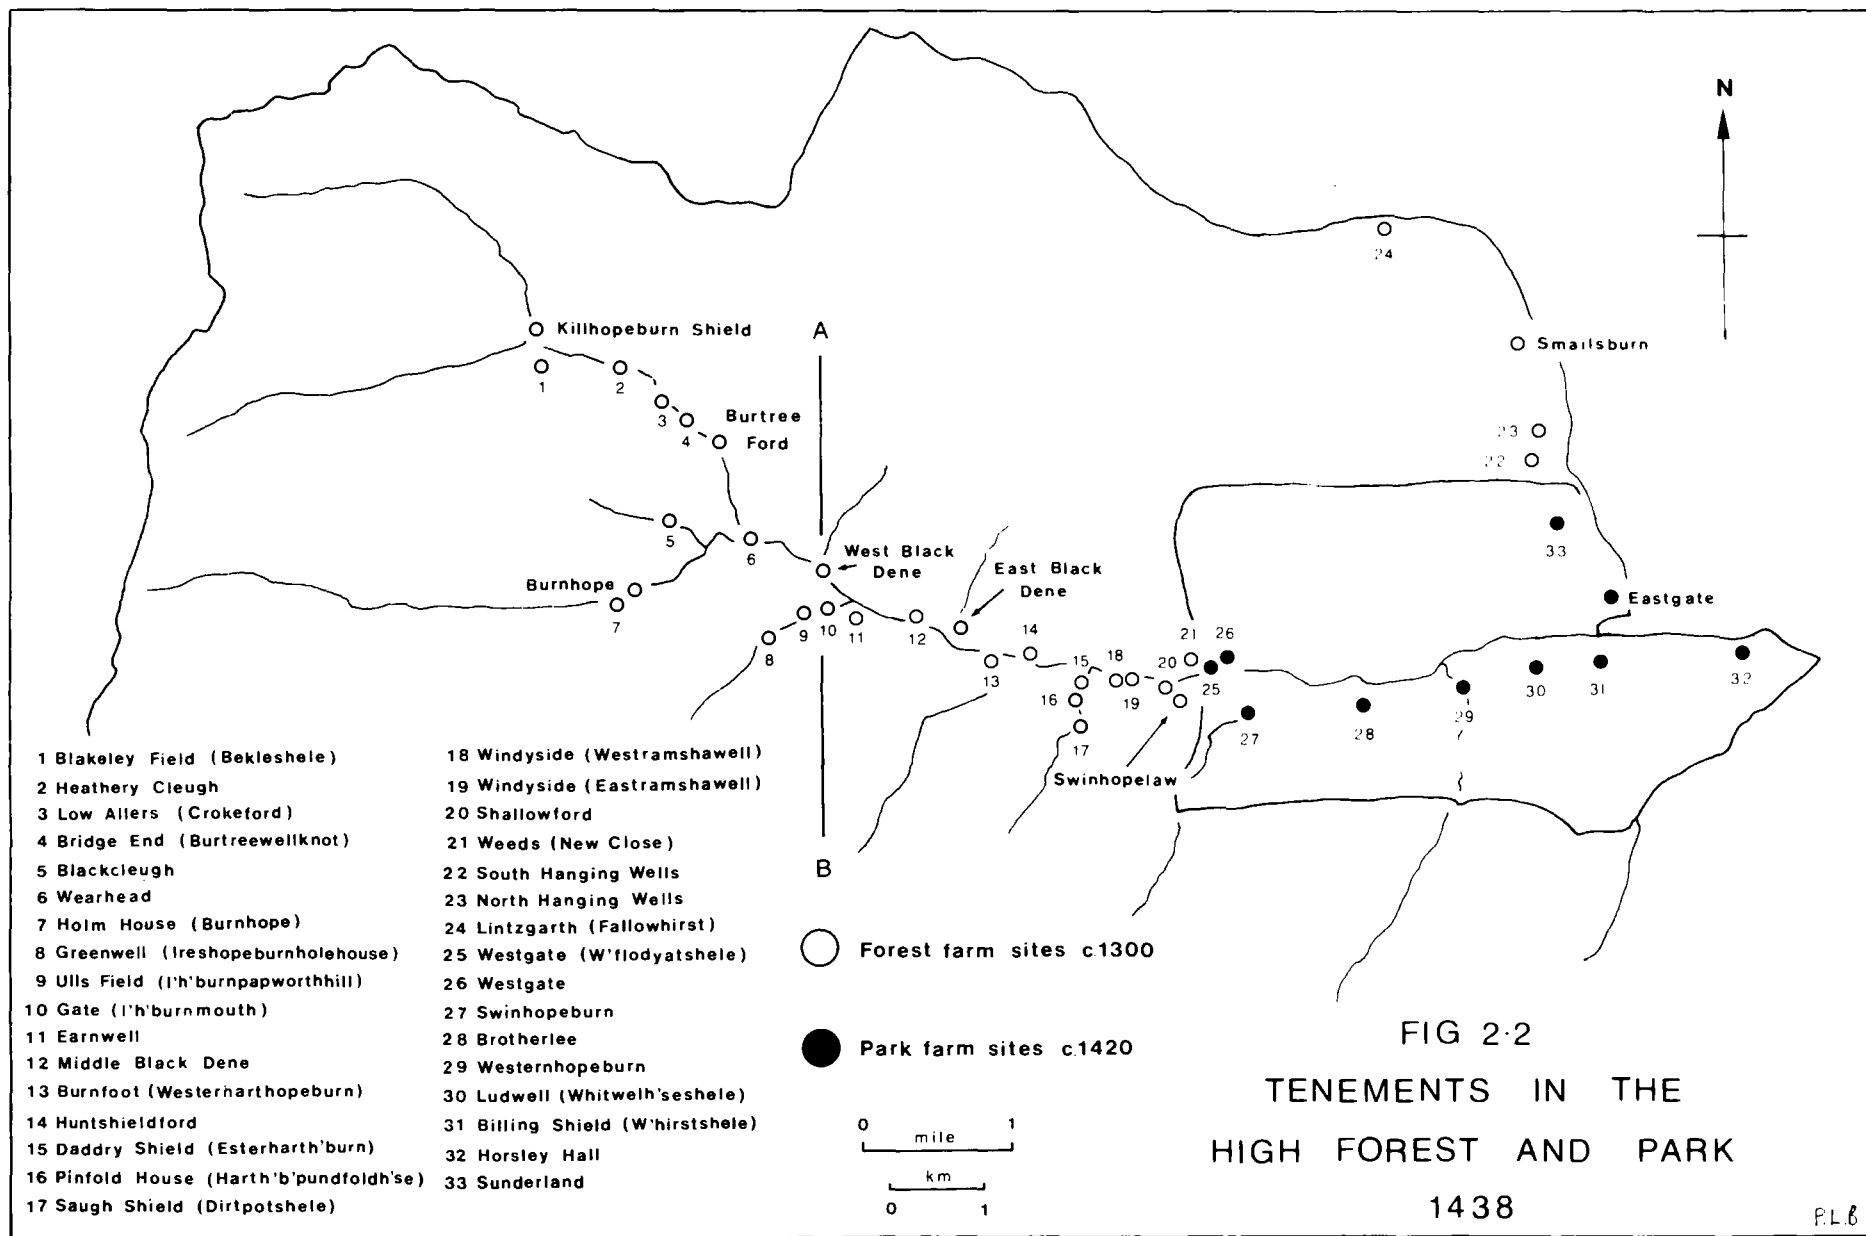 N
24
Killhopeburn Shield
A
Smailsburn
1
2
3
4
Burtree
Ford
23
22
33
5
6
West Black
Dene
East Black
Dene
Burnhope
7
Eastgate
8
9
10
11
12
13
14
15
16
17
18
19
20
21
26
25
27
28
29
30
31
32
Swinhopelaw
B
1 Blakeley Field (Bekleshele)
2 Heathery Cleugh
3 Low Allers (Crokeford)
4 Bridge End (Burtreewellknot)
5 Blackcleugh
6 Wearhead
7 Holm House (Burnhope)
8 Greenwell (Ireshopeburnholehouse)
9 Ulls Field (I'h'burnpapworthhill)
10 Gate (I'h'burnmouth)
11 Earnwell
12 Middle Black Dene
13 Burnfoot (Westerharthopeburn)
14 Huntshieldford
15 Daddry Shield (Esterharth'burn)
16 Pinfold House (Harth'b'pundfoldh'se)
17 Saugh Shield (Dirtpotshele)
18 Windyside (Westramshawell)
19 Windyside (Eastramshawell)
20 Shallowford
21 Weeds (New Close)
22 South Hanging Wells
23 North Hanging Wells
24 Lintzgarth (Fallowhirst)
25 Westgate (W'flodyatshele)
26 Westgate
27 Swinhopeburn
28 Brotherlee
29 Westernhopeburn
30 Ludwell (Whitwelh'seshele)
31 Billing Shield (W'hirstshele)
32 Horsley Hall
33 Sunderland
Forest farm sites c.1300
Park farm sites c.1420
0 1
mile
km
0 1
FIG 2·2
TENEMENTS IN THE
HIGH FOREST AND PARK
1438
P.L.B